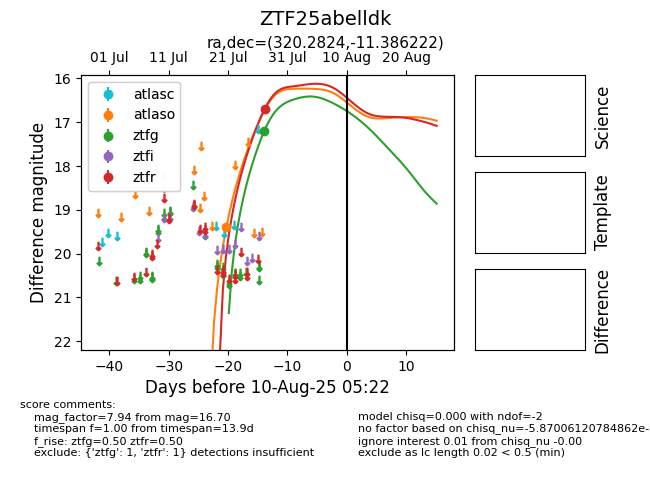 ZTF25abelldk
ra,dec=(320.2824,-11.386222)
01 Jul 11 Jul 21 Jul 31 Jul 10 Aug 20 Aug
16
17
18
19
20
21
22
Difference magnitude
atlasc
atlaso
ztfg
ztfi
ztfr
−40 −30 −20 −10 0 10
Days before 10-Aug-25 05:22
Science
Template
Difference
score comments:
mag_factor=7.94 from mag=16.70
timespan f=1.00 from timespan=13.9d
f_rise: ztfg=0.50 ztfr=0.50
exclude: {'ztfg': 1, 'ztfr': 1} detections insufficient
model chisq=0.000 with ndof=-2
no factor based on chisq_nu=-5.87006120784862e-
ignore interest 0.01 from chisq_nu -0.00
exclude as lc length 0.02 < 0.5 (min)